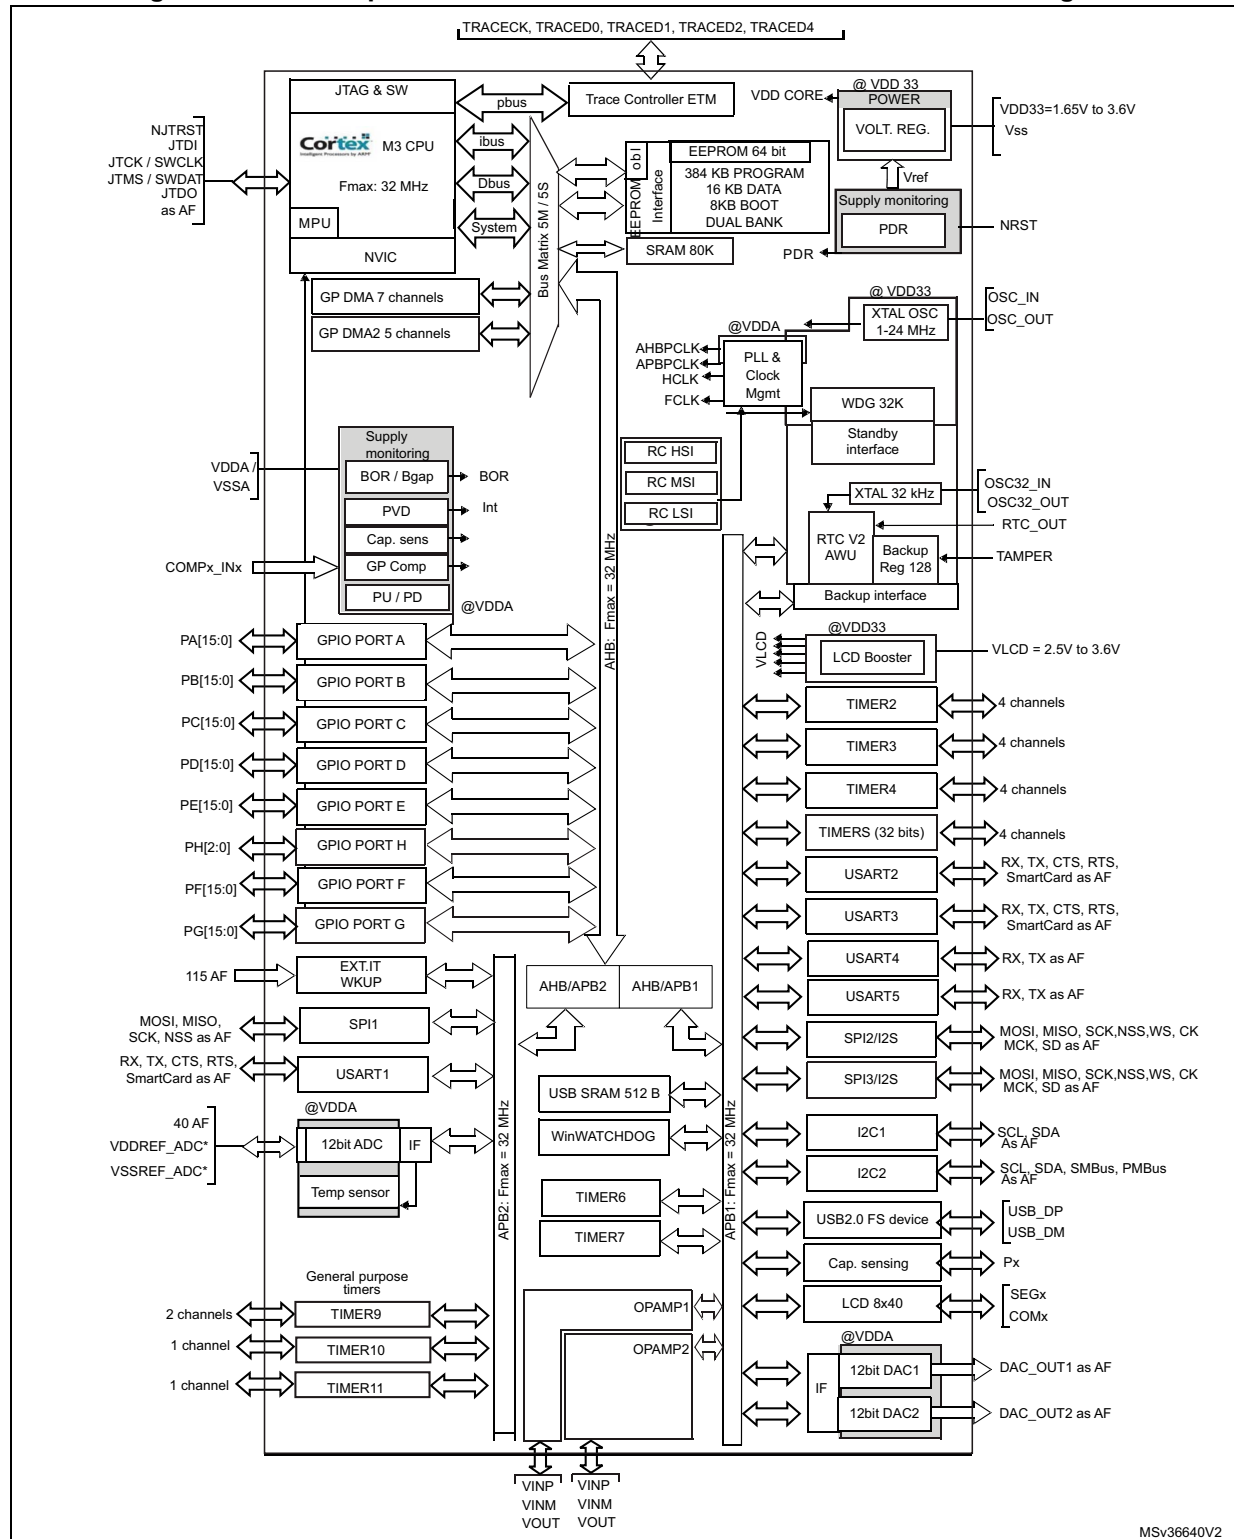 TRACECK, TRACED0, TRACED1, TRACED2, TRACED4
JTAG & SW
pbus
Trace Controller ETM
VDD CORE
@ VDD 33
POWER
VOLT. REG.
VDD33=1.65V to 3.6V
Vss
NJTRST
JTDI
JTCK / SWCLK
JTMS / SWDAT
JTDO
as AF
Cortex
M3 CPU
Fmax: 32 MHz
MPU
NVIC
ibus
Dbus
System
Bus Matrix 5M / 5S
EEPROM obl
Interface
EEPROM 64 bit
384 KB PROGRAM
16 KB DATA
8KB BOOT
DUAL BANK
SRAM 80K
Vref
Supply monitoring
PDR
PDR
NRST
GP DMA 7 channels
GP DMA2 5 channels
@ VDD33
XTAL OSC
1-24 MHz
OSC_IN
OSC_OUT
@VDDA
PLL &
Clock
Mgmt
AHBPCLK
APBPCLK
HCLK
FCLK
WDG 32K
Standby
interface
RC HSI
RC MSI
RC LSI
XTAL 32 kHz
OSC32_IN
OSC32_OUT
RTC V2
AWU
RTC_OUT
Backup
Reg 128
TAMPER
Backup interface
VDDA /
VSSA
Supply
monitoring
BOR / Bgap
BOR
PVD
Int
Cap. sens
GP Comp
PU / PD
@VDDA
COMPx_INx
AHB: Fmax = 32 MHz
@VDD33
VLCD
LCD Booster
VLCD = 2.5V to 3.6V
PA[15:0]
GPIO PORT A
PB[15:0]
GPIO PORT B
PC[15:0]
GPIO PORT C
PD[15:0]
GPIO PORT D
PE[15:0]
GPIO PORT E
PH[2:0]
GPIO PORT H
PF[15:0]
GPIO PORT F
PG[15:0]
GPIO PORT G
TIMER2
4 channels
TIMER3
4 channels
TIMER4
4 channels
TIMERS (32 bits)
4 channels
USART2
RX, TX, CTS, RTS,
SmartCard as AF
USART3
RX, TX, CTS, RTS,
SmartCard as AF
USART4
RX, TX as AF
USART5
RX, TX as AF
SPI2/I2S
MOSI, MISO, SCK,NSS,WS, CK
MCK, SD as AF
SPI3/I2S
MOSI, MISO, SCK,NSS,WS, CK
MCK, SD as AF
I2C1
SCL, SDA
As AF
I2C2
SCL, SDA, SMBus, PMBus
As AF
USB2.0 FS device
USB_DP
USB_DM
Cap. sensing
Px
LCD 8x40
SEGx
COMx
@VDDA
IF
12bit DAC1
DAC_OUT1 as AF
12bit DAC2
DAC_OUT2 as AF
115 AF
EXT.IT
WKUP
MOSI, MISO,
SCK, NSS as AF
SPI1
RX, TX, CTS, RTS,
SmartCard as AF
USART1
@VDDA
40 AF
VDDREF_ADC*
VSSREF_ADC*
12bit ADC
IF
Temp sensor
AHB/APB2
AHB/APB1
APB2: Fmax = 32 MHz
APB1: Fmax = 32 MHz
USB SRAM 512 B
WinWATCHDOG
TIMER6
TIMER7
General purpose
timers
2 channels
TIMER9
1 channel
TIMER10
1 channel
TIMER11
OPAMP1
OPAMP2
VINP
VINM
VOUT
VINP
VINM
VOUT
MSv36640V2